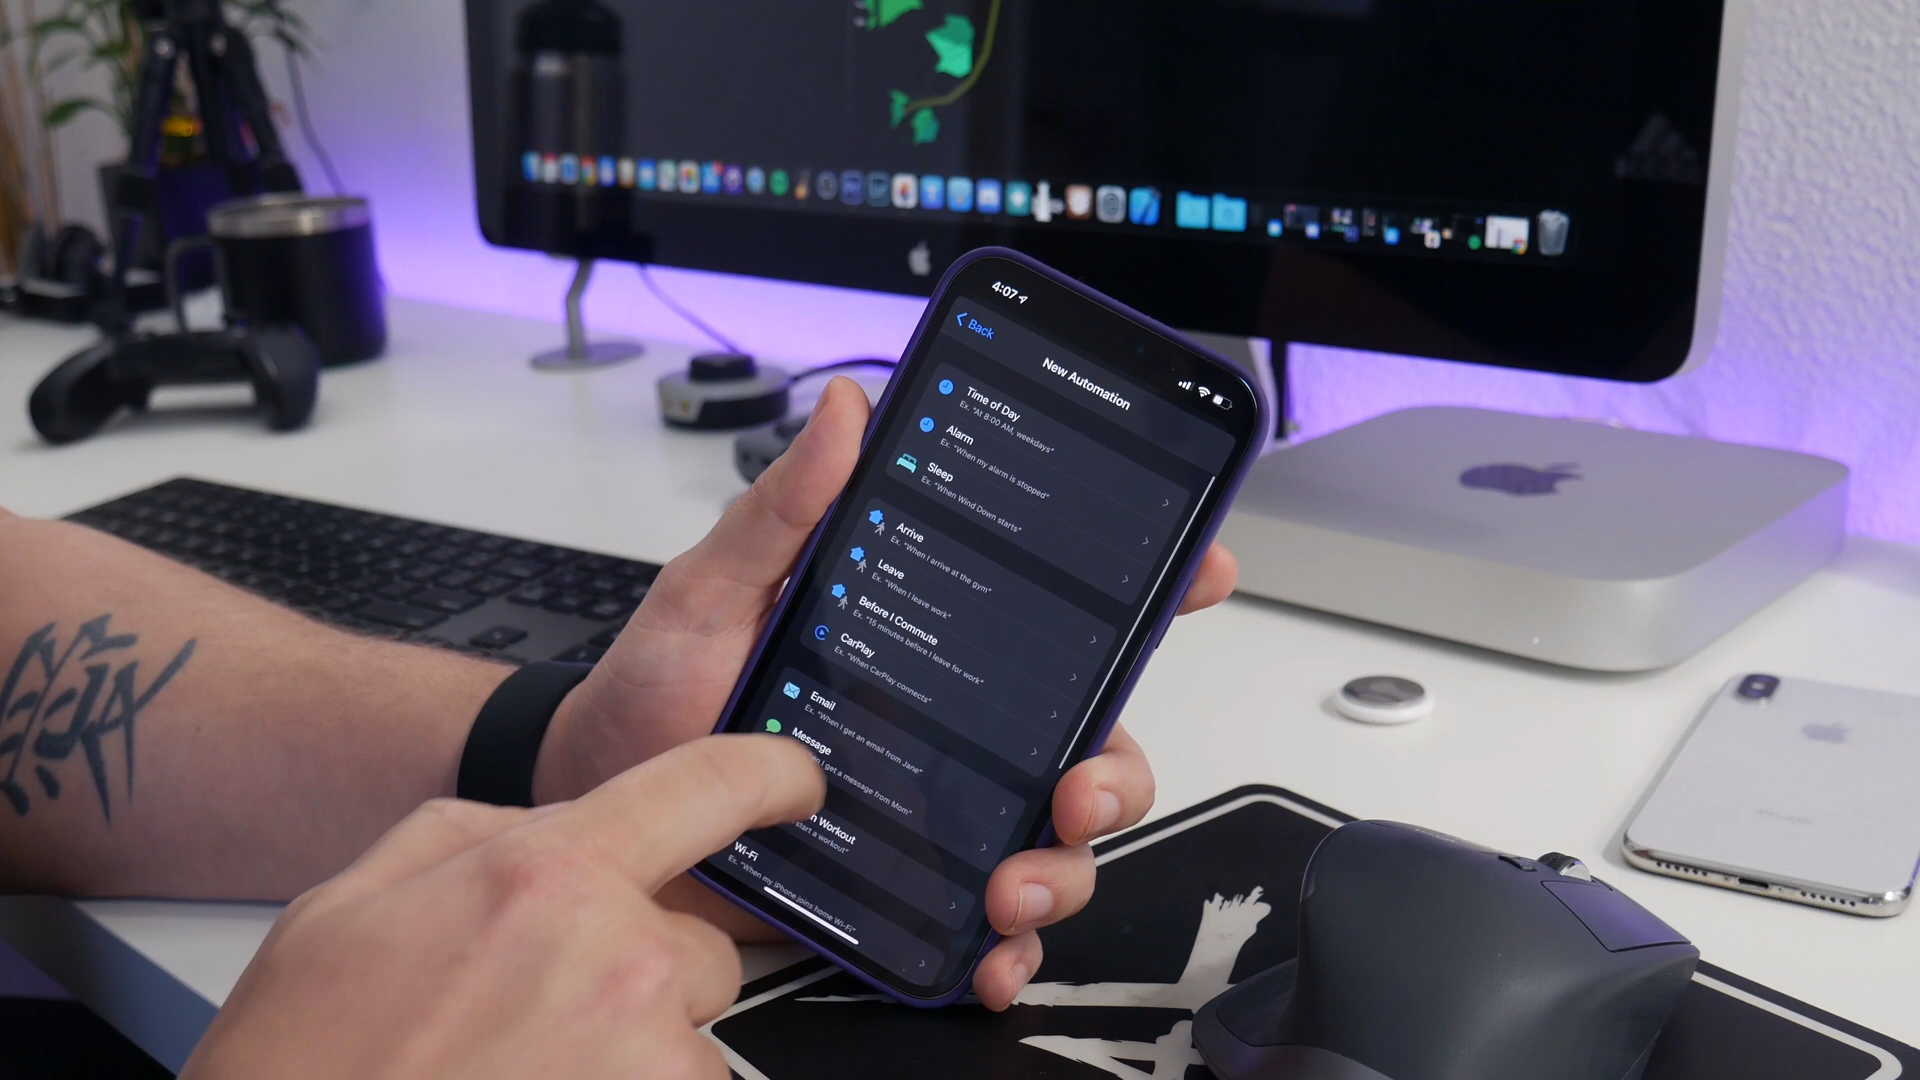 4:07
Back
New Automation
Time of Day
Ex. "At 8:00 AM, weekdays"
Alarm
Ex. "When my alarm is stopped"
Sleep
Ex. "When Wind Down starts"
Arrive
Ex. "When I arrive at the gym"
Leave
Ex. "When I leave work"
Before I Commute
Ex. "15 minutes before I leave for work"
CarPlay
Ex. "When CarPlay connects"
Email
Ex. "When I get an email from Jane"
Message
I get a message from Mom"
Workout
start a workout"
Wi-Fi
Ex. "When my iPhone joins home Wi-Fi"